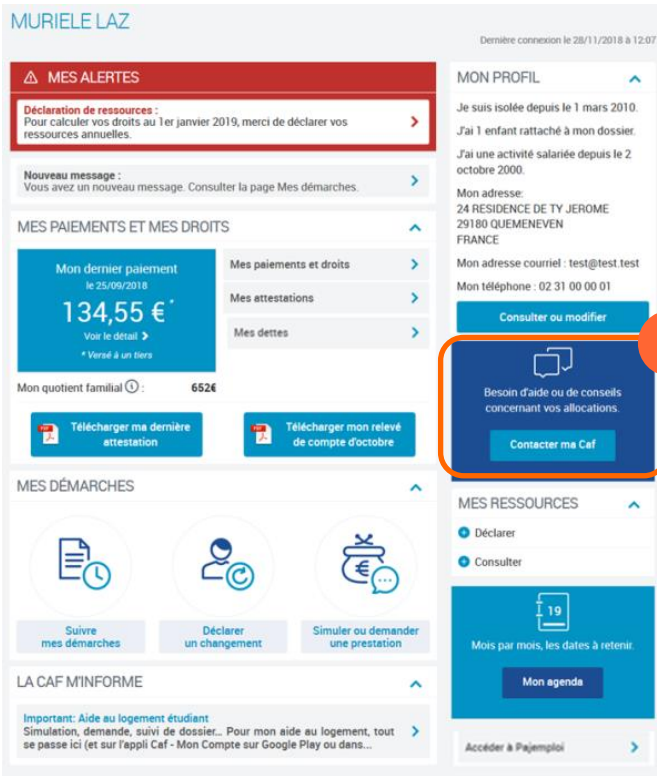 MURIELE LAZ
Dernière connexion le 28/11/2018 à 12:07
MES ALERTES
Déclaration de ressources :
Pour calculer vos droits au 1er janvier 2019, merci de déclarer vos
ressources annuelles.
Nouveau message :
Vous avez un nouveau message. Consulter la page Mes démarches.
MES PAIEMENTS ET MES DROITS
Mon dernier paiement
le 25/09/2018
134,55 € *
Voir le détail
* Versé à un tiers
Mes paiements et droits
Mes attestations
Mes dettes
Mon quotient familial i : 652€
PDF Télécharger ma dernière
attestation
PDF Télécharger mon relevé
de compte d'octobre
MES DÉMARCHES
Suivre
mes démarches
Déclarer
un changement
€
Simuler ou demander
une prestation
LA CAF M'INFORME
Important: Aide au logement étudiant
Simulation, demande, suivi de dossier... Pour mon aide au logement, tout
se passe ici (et sur l'appli Caf - Mon Compte sur Google Play ou dans...
MON PROFIL
Je suis isolée depuis le 1 mars 2010.
J'ai 1 enfant rattaché à mon dossier.
J'ai une activité salariée depuis le 2
octobre 2000.
Mon adresse:
24 RESIDENCE DE TY JEROME
29180 QUEMENEVEN
FRANCE
Mon adresse courriel : test@test.test
Mon téléphone : 02 31 00 00 01
Consulter ou modifier
Besoin d'aide ou de conseils
concernant vos allocations.
Contacter ma Caf
MES RESSOURCES
Déclarer
Consulter
19
Mois par mois, les dates à retenir.
Mon agenda
Accéder à Pajemploi